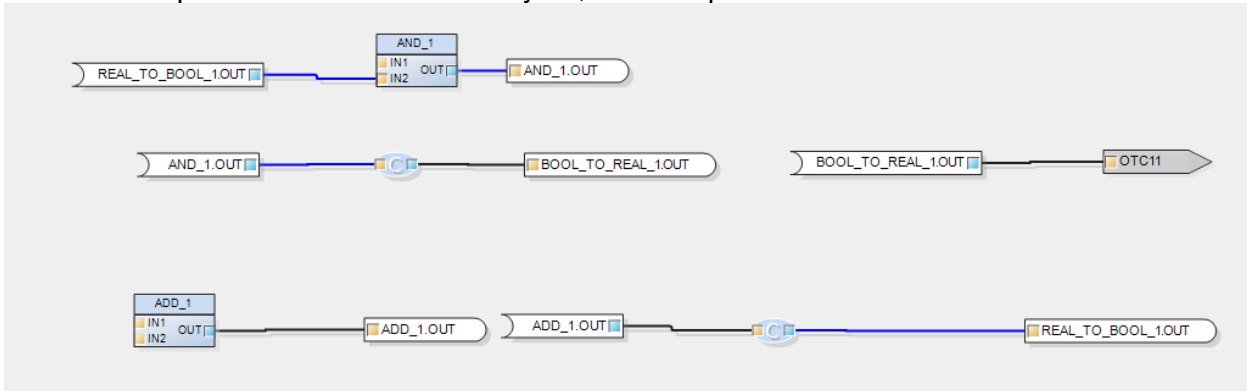 AND_1
REAL_TO_BOOL_1.OUT
IN1
OUT
AND_1.OUT
IN2
AND_1.OUT
C
BOOL_TO_REAL_1.OUT
BOOL_TO_REAL_1.OUT
OTC11
ADD_1
IN1
OUT
IN2
ADD_1.OUT
ADD_1.OUT
C
REAL_TO_BOOL_1.OUT